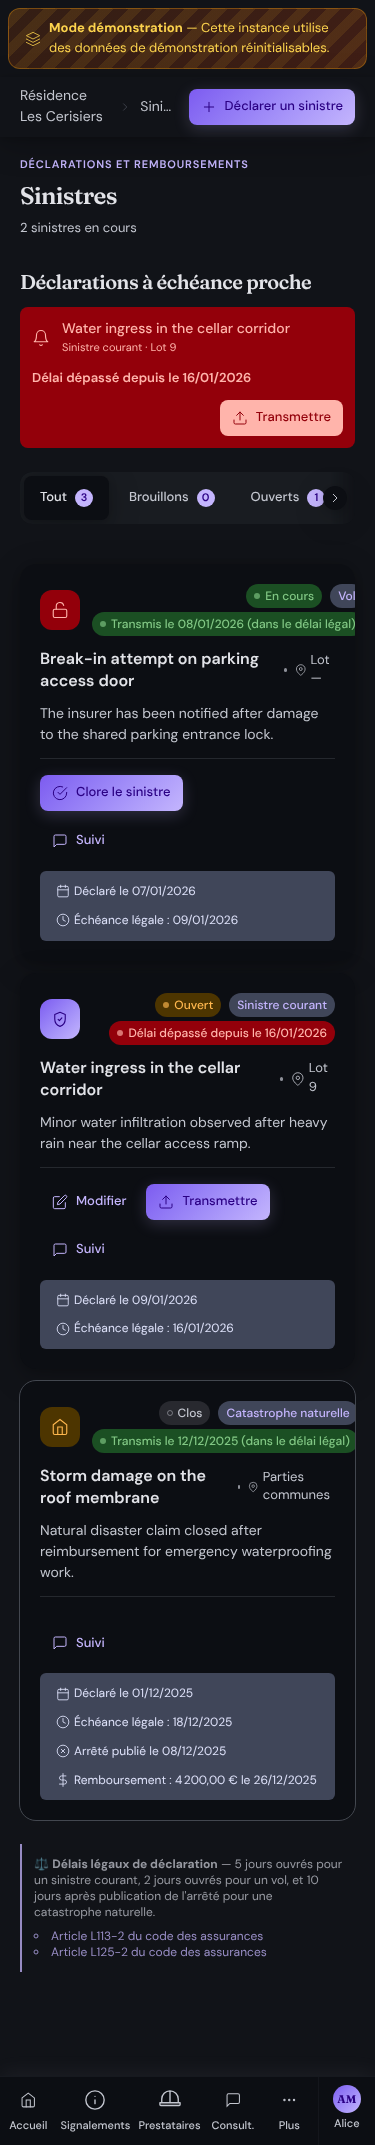 Mode démonstration — Cette instance utilise
des données de démonstration réinitialisables.
Résidence
Les Cerisiers
Sini…
Déclarer un sinistre
DÉCLARATIONS ET REMBOURSEMENTS
Sinistres
2 sinistres en cours
Déclarations à échéance proche
Water ingress in the cellar corridor
Sinistre courant · Lot 9
Délai dépassé depuis le 16/01/2026
Transmettre
Tout 3 Brouillons 0 Ouverts 1
En cours Vol
Transmis le 08/01/2026 (dans le délai légal)
Break-in attempt on parking
access door
• Lot
—
The insurer has been notified after damage
to the shared parking entrance lock.
Clore le sinistre
Suivi
Déclaré le 07/01/2026
Échéance légale : 09/01/2026
Ouvert Sinistre courant
Délai dépassé depuis le 16/01/2026
Water ingress in the cellar
corridor
• Lot
9
Minor water infiltration observed after heavy
rain near the cellar access ramp.
Modifier Transmettre
Suivi
Déclaré le 09/01/2026
Échéance légale : 16/01/2026
Clos Catastrophe naturelle
Transmis le 12/12/2025 (dans le délai légal)
Storm damage on the
roof membrane
• Parties
communes
Natural disaster claim closed after
reimbursement for emergency waterproofing
work.
Suivi
Déclaré le 01/12/2025
Échéance légale : 18/12/2025
Arrêté publié le 08/12/2025
Remboursement : 4 200,00 € le 26/12/2025
⚖️ Délais légaux de déclaration — 5 jours ouvrés pour
un sinistre courant, 2 jours ouvrés pour un vol, et 10
jours après publication de l'arrêté pour une
catastrophe naturelle.
Article L113-2 du code des assurances
Article L125-2 du code des assurances
Accueil Signalements Prestataires Consult. Plus
AM
Alice